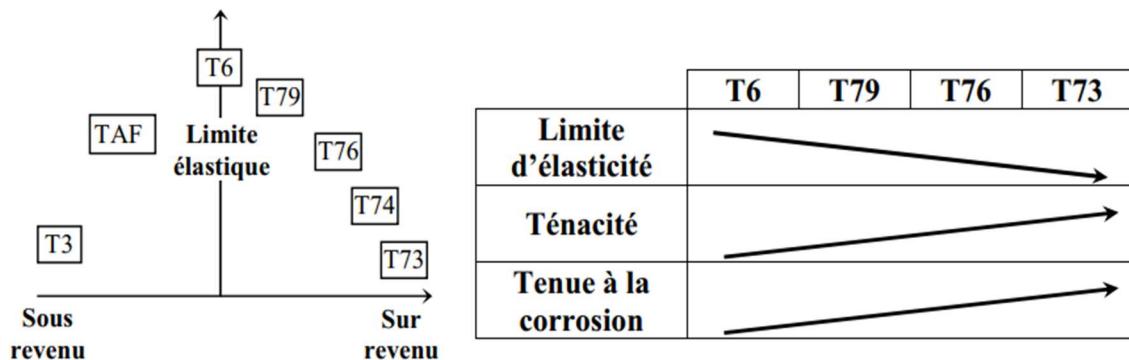 T6
T79
TAF
Limite
élastique
T76
T74
T3
T73
Sous
revenu
Sur
revenu
T6 T79 T76 T73
Limite
d'élasticité
Ténacité
Tenue à la
corrosion